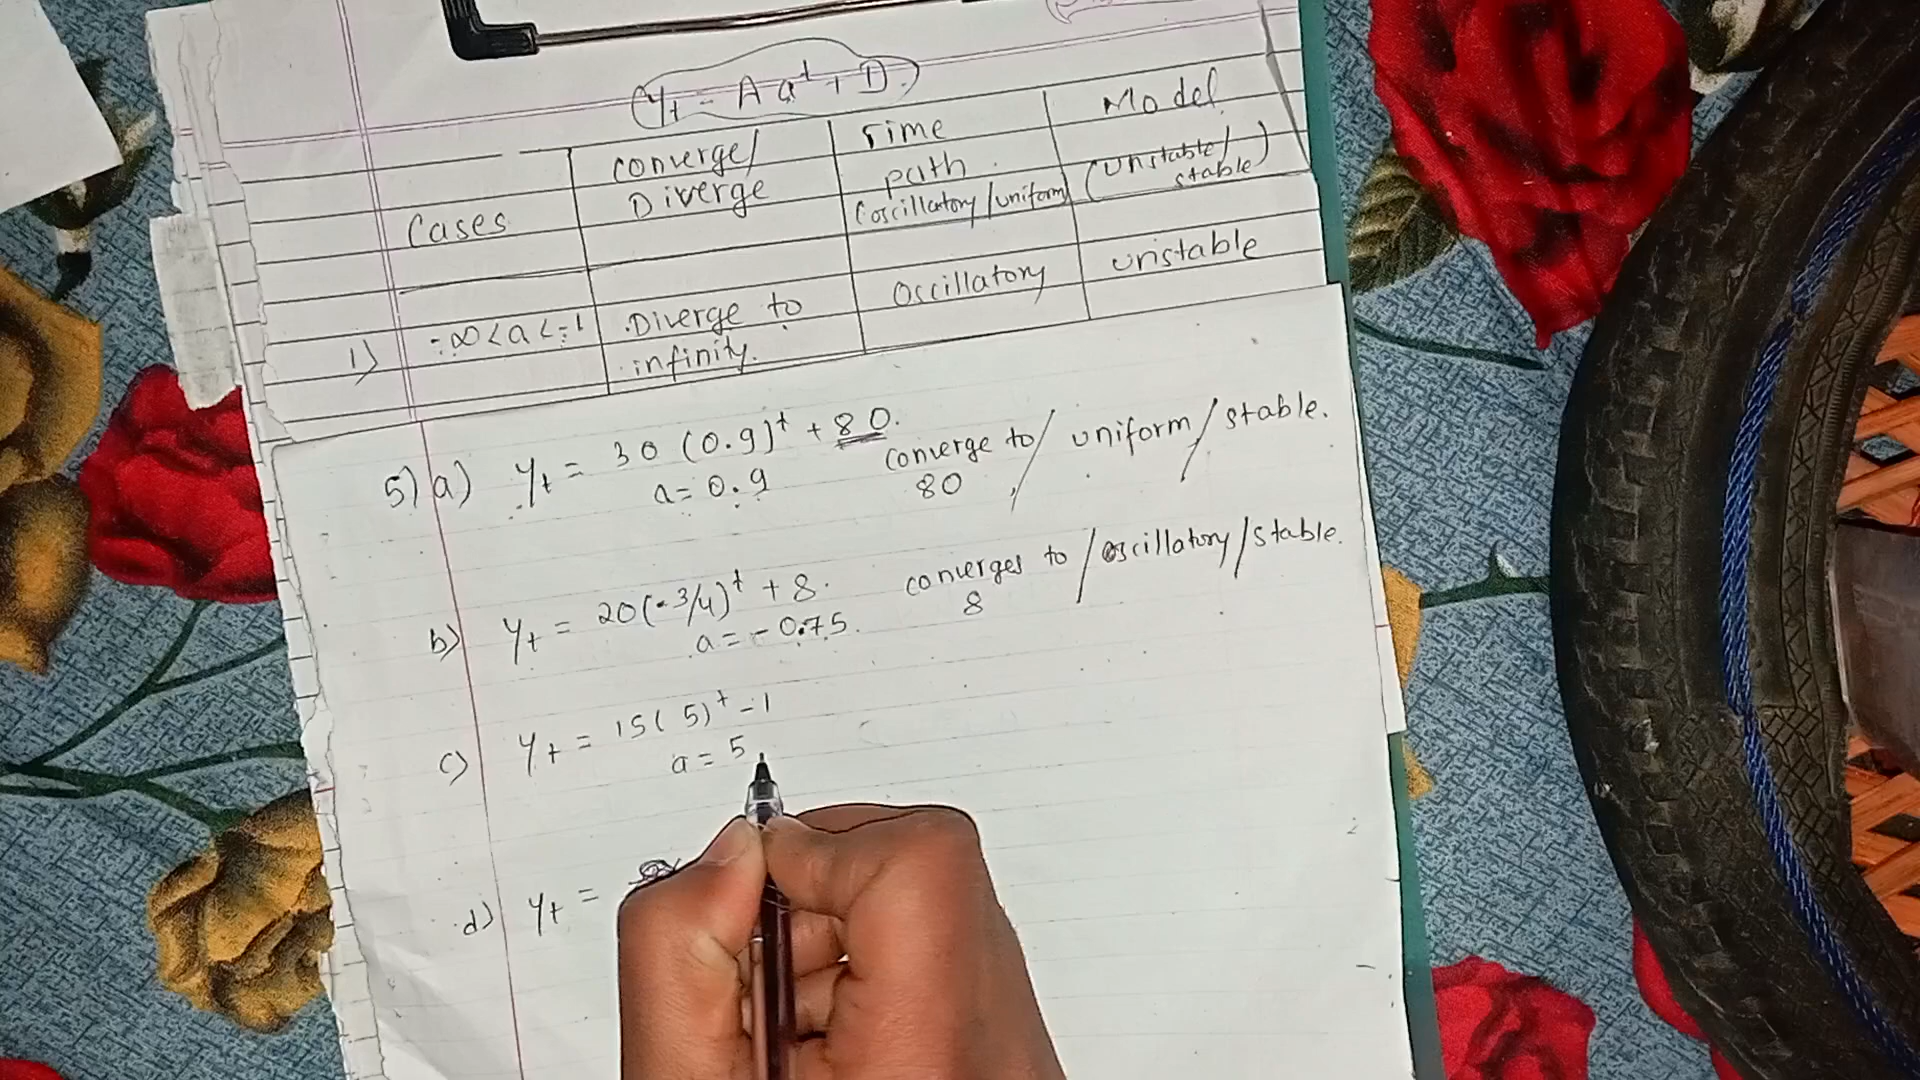 (Yt = A a^t + D.)
Cases
Converge/ Diverge
Time path (oscillatory/uniform)
Model (unstable/stable)
1) -∞<a<-1
Diverge to infinity.
Oscillatory
unstable
5) a) Yt = 30 (0.9)^t + 80. converge to 80 / uniform / stable.
a = 0.9
b) Yt = 20(-3/4)^t + 8. converges to 8 / oscillatory / stable.
a = -0.75.
c) Yt = 15( 5)^t - 1
a = 5
d) Yt =